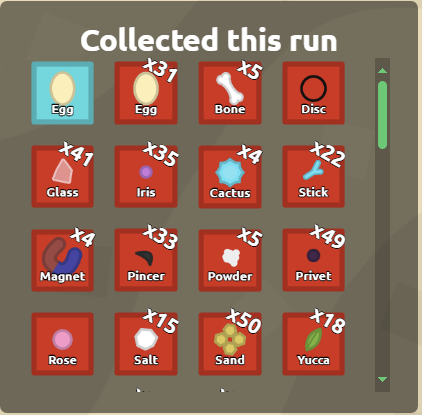 Collected this run
Egg
x31
Egg
x5
Bone
Disc
x41
Glass
x35
Iris
x4
Cactus
x22
Stick
x4
Magnet
x33
Pincer
x5
Powder
x49
Privet
Rose
x15
Salt
x50
Sand
x18
Yucca